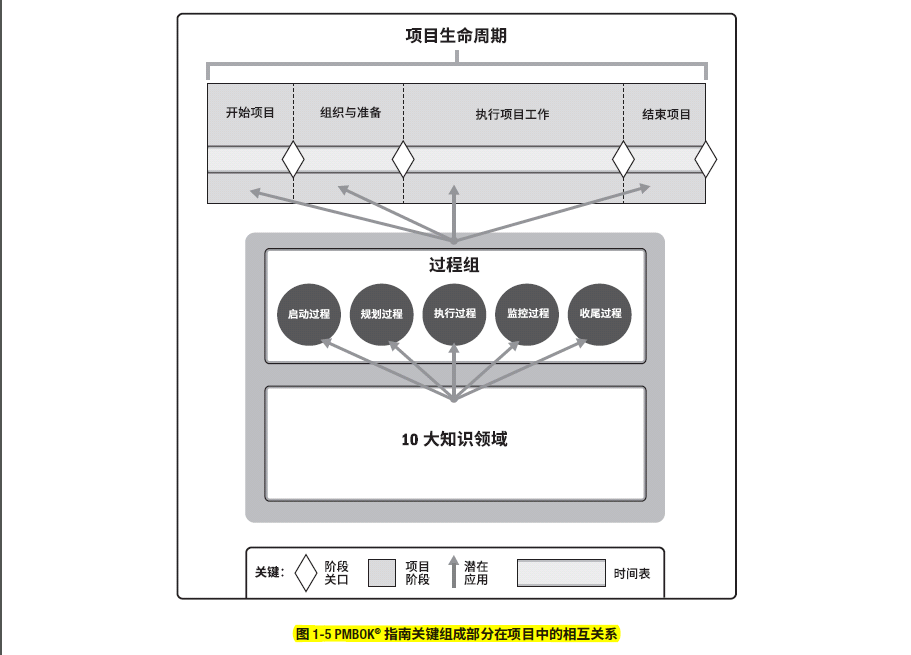 项目生命周期
开始项目
组织与准备
执行项目工作
结束项目
过程组
启动过程
规划过程
执行过程
监控过程
收尾过程
10 大知识领域
关键：
阶段
关口
项目
阶段
潜在
应用
时间表
图 1-5 PMBOK® 指南关键组成部分在项目中的相互关系